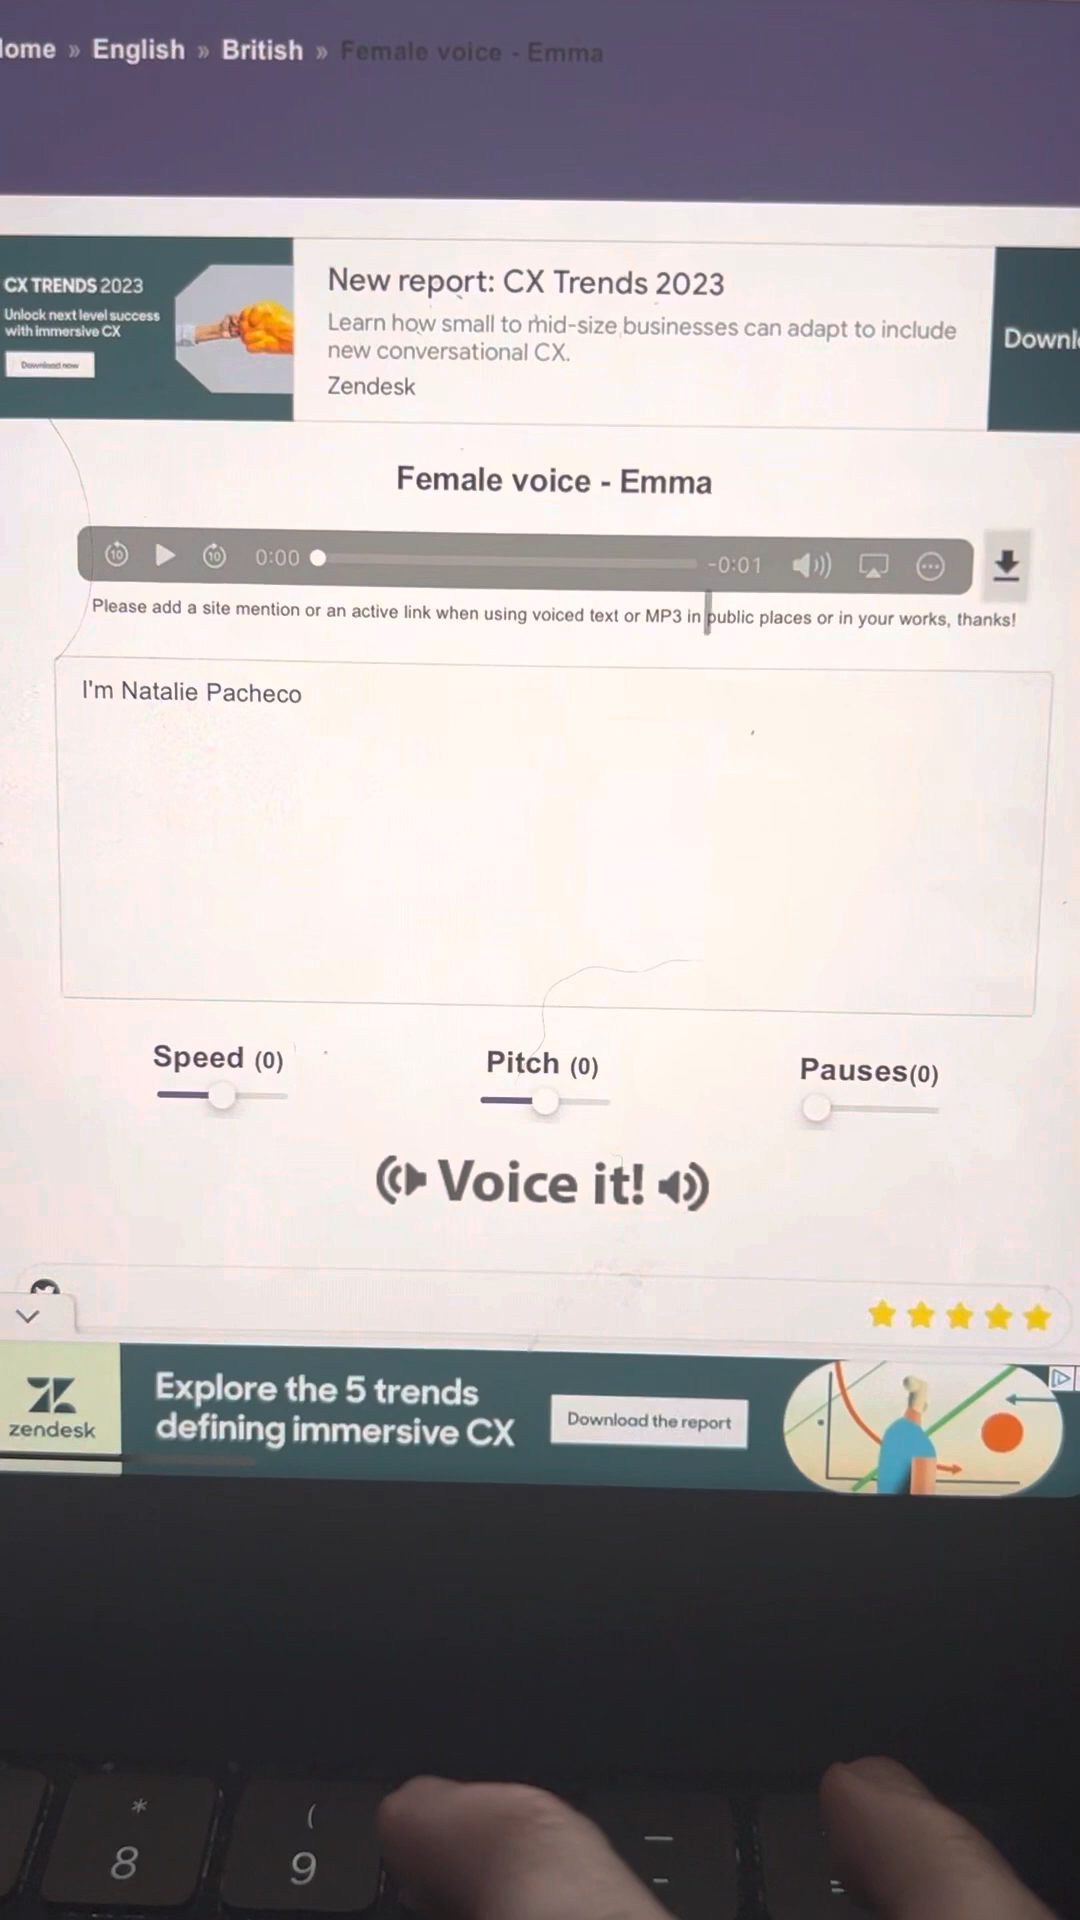 ome » English » British » Female voice - Emma
CX TRENDS 2023
Unlock next level success
with immersive CX
Download now
New report: CX Trends 2023
Learn how small to mid-size businesses can adapt to include
new conversational CX.
Zendesk
Downl
Female voice - Emma
10 10 0:00 -0:01
Please add a site mention or an active link when using voiced text or MP3 in public places or in your works, thanks!
I'm Natalie Pacheco
Speed (0) Pitch (0) Pauses(0)
Voice it!
zendesk
Explore the 5 trends
defining immersive CX
Download the report
* (
8 9